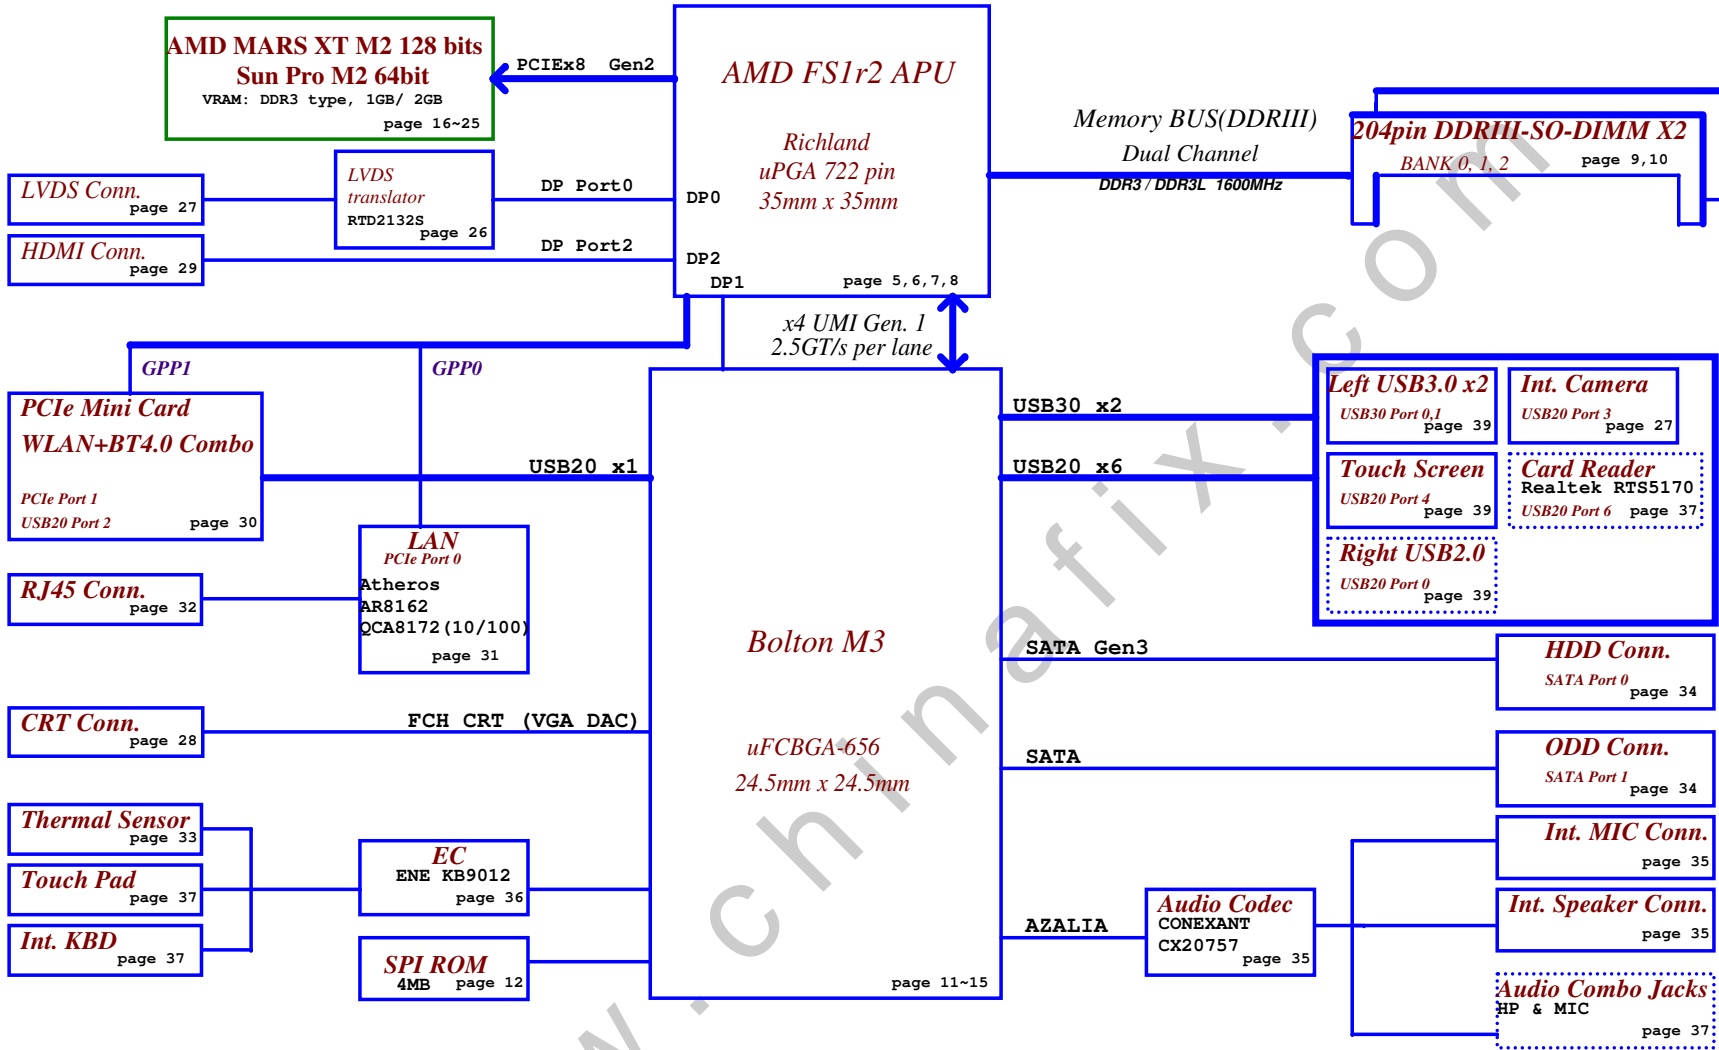 AMD MARS XT M2 128 bits
Sun Pro M2 64bit
VRAM: DDR3 type, 1GB/ 2GB
page 16~25
PCIEx8 Gen2
AMD FS1r2 APU
Richland
uPGA 722 pin
35mm x 35mm
DP0
DP2
DP1
page 5,6,7,8
Memory BUS(DDRIII)
Dual Channel
DDR3 / DDR3L 1600MHz
204pin DDRIII-SO-DIMM X2
BANK 0, 1, 2
page 9,10
LVDS Conn.
page 27
LVDS
translator
RTD2132S
page 26
DP Port0
HDMI Conn.
page 29
DP Port2
x4 UMI Gen. 1
2.5GT/s per lane
GPP1
GPP0
PCIe Mini Card
WLAN+BT4.0 Combo
PCIe Port 1
USB20 Port 2
page 30
USB20 x1
LAN
PCIe Port 0
Atheros
AR8162
QCA8172(10/100)
page 31
RJ45 Conn.
page 32
CRT Conn.
page 28
FCH CRT (VGA DAC)
Thermal Sensor
page 33
Touch Pad
page 37
Int. KBD
page 37
EC
ENE KB9012
page 36
SPI ROM
4MB page 12
Bolton M3
uFCBGA-656
24.5mm x 24.5mm
page 11~15
USB30 x2
USB20 x6
Left USB3.0 x2
USB30 Port 0,1
page 39
Int. Camera
USB20 Port 3
page 27
Touch Screen
USB20 Port 4
page 39
Card Reader
Realtek RTS5170
USB20 Port 6 page 37
Right USB2.0
USB20 Port 0
page 39
SATA Gen3
HDD Conn.
SATA Port 0
page 34
SATA
ODD Conn.
SATA Port 1
page 34
AZALIA
Audio Codec
CONEXANT
CX20757
page 35
Int. MIC Conn.
page 35
Int. Speaker Conn.
page 35
Audio Combo Jacks
HP & MIC
page 37
w.chinafix.com